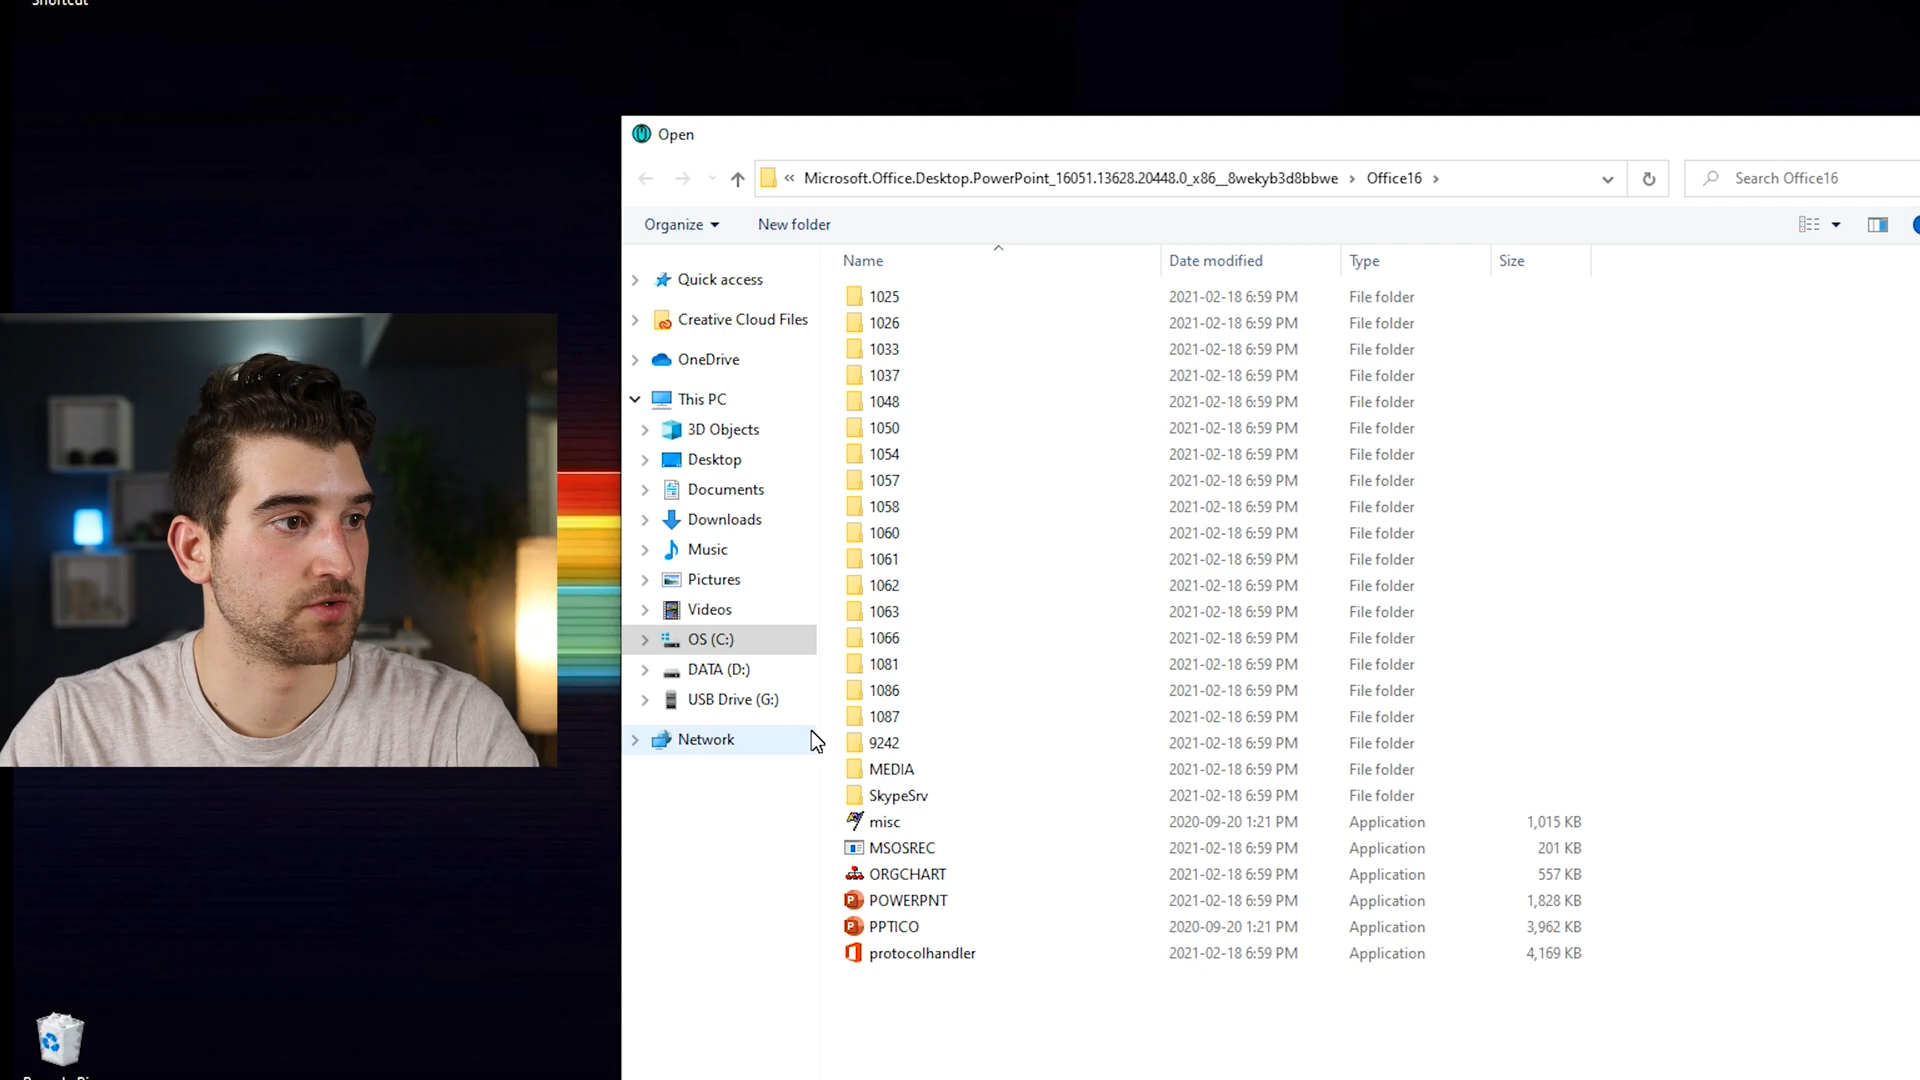 Shortcut
Open
« Microsoft.Office.Desktop.PowerPoint_16051.13628.20448.0_x86__8wekyb3d8bbwe › Office16 ›
Search Office16
Organize
New folder
Name Date modified Type Size
Quick access
Creative Cloud Files
OneDrive
This PC
3D Objects
Desktop
Documents
Downloads
Music
Pictures
Videos
OS (C:)
DATA (D:)
USB Drive (G:)
Network
1025 2021-02-18 6:59 PM File folder
1026 2021-02-18 6:59 PM File folder
1033 2021-02-18 6:59 PM File folder
1037 2021-02-18 6:59 PM File folder
1048 2021-02-18 6:59 PM File folder
1050 2021-02-18 6:59 PM File folder
1054 2021-02-18 6:59 PM File folder
1057 2021-02-18 6:59 PM File folder
1058 2021-02-18 6:59 PM File folder
1060 2021-02-18 6:59 PM File folder
1061 2021-02-18 6:59 PM File folder
1062 2021-02-18 6:59 PM File folder
1063 2021-02-18 6:59 PM File folder
1066 2021-02-18 6:59 PM File folder
1081 2021-02-18 6:59 PM File folder
1086 2021-02-18 6:59 PM File folder
1087 2021-02-18 6:59 PM File folder
9242 2021-02-18 6:59 PM File folder
MEDIA 2021-02-18 6:59 PM File folder
SkypeSrv 2021-02-18 6:59 PM File folder
misc 2020-09-20 1:21 PM Application 1,015 KB
MSOSREC 2021-02-18 6:59 PM Application 201 KB
ORGCHART 2021-02-18 6:59 PM Application 557 KB
POWERPNT 2021-02-18 6:59 PM Application 1,828 KB
PPTICO 2020-09-20 1:21 PM Application 3,962 KB
protocolhandler 2021-02-18 6:59 PM Application 4,169 KB